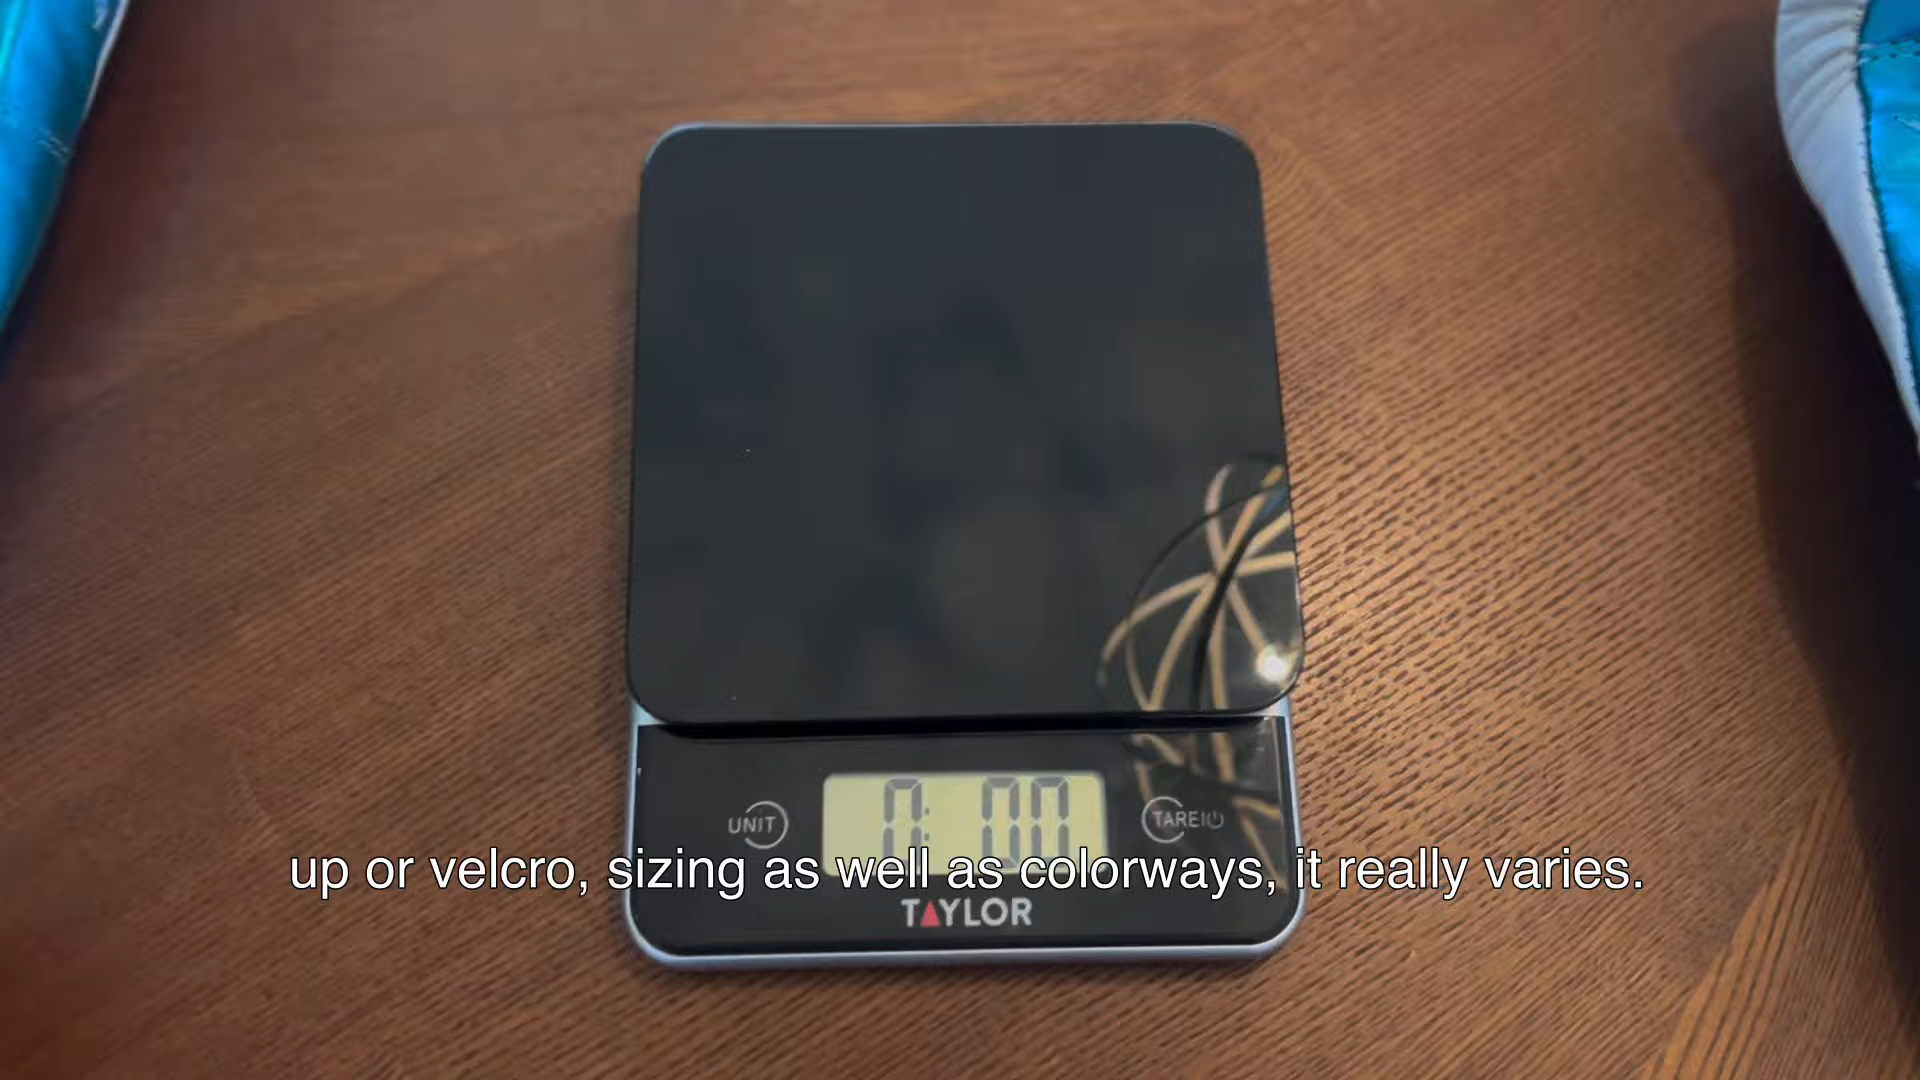 0: 00
UNIT
TARE|⏻
up or velcro, sizing as well as colorways, it really varies.
TAYLOR